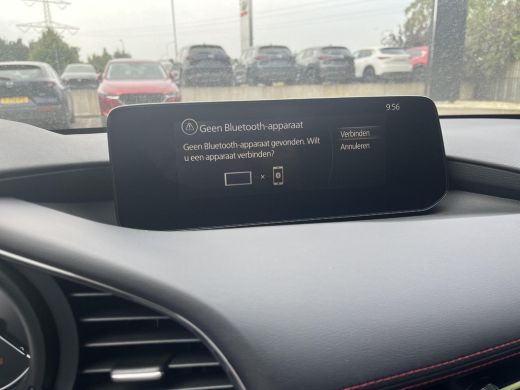 9:56
Geen Bluetooth-apparaat
Geen Bluetooth-apparaat gevonden. Wilt
u een apparaat verbinden?
Verbinden
Annuleren